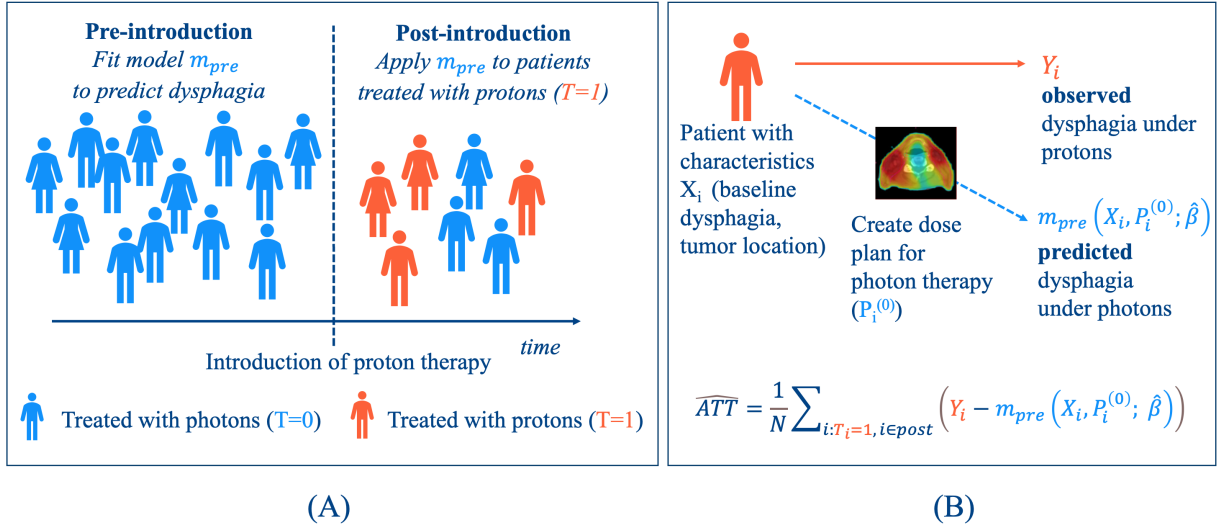 Pre-introduction
Fit model m_pre
to predict dysphagia
Post-introduction
Apply m_pre to patients
treated with protons (T=1)
time
Introduction of proton therapy
Treated with photons (T=0)
Treated with protons (T=1)
(A)
Patient with
characteristics
X_i (baseline
dysphagia,
tumor location)
Create dose
plan for
photon therapy
(P_i^(0))
Y_i
observed
dysphagia under
protons
m_pre (X_i, P_i^(0); β̂)
predicted
dysphagia
under photons
\widehat{ATT} = 1/N ∑_{i:T_i=1, i∈post} (Y_i − m_pre (X_i, P_i^(0); β̂))
(B)